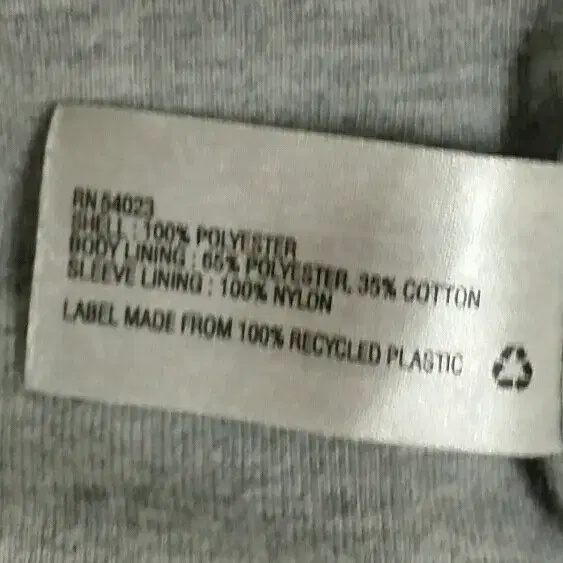 RN 54023
SHELL : 100% POLYESTER
BODY LINING : 65% POLYESTER, 35% COTTON
SLEEVE LINING : 100% NYLON
LABEL MADE FROM 100% RECYCLED PLASTIC